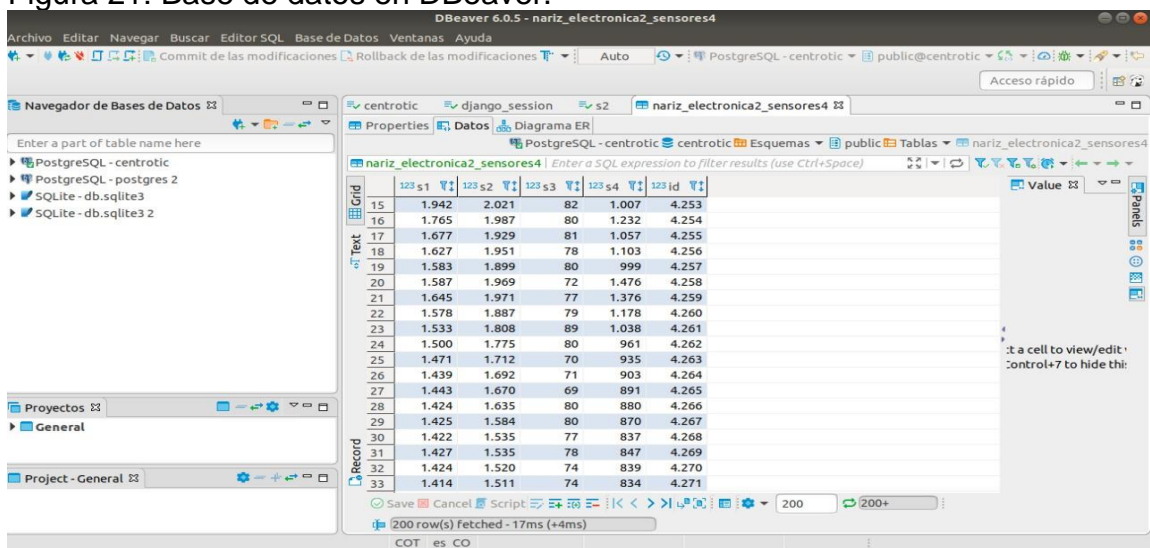 Figura 21. Base de datos en DBeaver.
DBeaver 6.0.5 - nariz_electronica2_sensores4
Archivo Editar Navegar Buscar Editor SQL Base de Datos Ventanas Ayuda
Commit de las modificaciones Rollback de las modificaciones Auto PostgreSQL - centrotic public@centrotic
Acceso rápido
Navegador de Bases de Datos
Enter a part of table name here
PostgreSQL - centrotic
PostgreSQL - postgres 2
SQLite - db.sqlite3
SQLite - db.sqlite3 2
Proyectos
General
Project - General
centrotic django_session s2 nariz_electronica2_sensores4
Properties Datos Diagrama ER
PostgreSQL - centrotic centrotic Esquemas public Tablas nariz_electronica2_sensores4
nariz_electronica2_sensores4 Enter a SQL expression to filter results (use Ctrl+Space)
Grid
Text
Record
123 s1 123 s2 123 s3 123 s4 123 id
15 1.942 2.021 82 1.007 4.253
16 1.765 1.987 80 1.232 4.254
17 1.677 1.929 81 1.057 4.255
18 1.627 1.951 78 1.103 4.256
19 1.583 1.899 80 999 4.257
20 1.587 1.969 72 1.476 4.258
21 1.645 1.971 77 1.376 4.259
22 1.578 1.887 79 1.178 4.260
23 1.533 1.808 89 1.038 4.261
24 1.500 1.775 80 961 4.262
25 1.471 1.712 70 935 4.263
26 1.439 1.692 71 903 4.264
27 1.443 1.670 69 891 4.265
28 1.424 1.635 80 880 4.266
29 1.425 1.584 80 870 4.267
30 1.422 1.535 77 837 4.268
31 1.427 1.535 78 847 4.269
32 1.424 1.520 74 839 4.270
33 1.414 1.511 74 834 4.271
Value
Panels
:t a cell to view/edit
Control+7 to hide this
Save Cancel Script 200 200+
200 row(s) fetched - 17ms (+4ms)
COT es CO